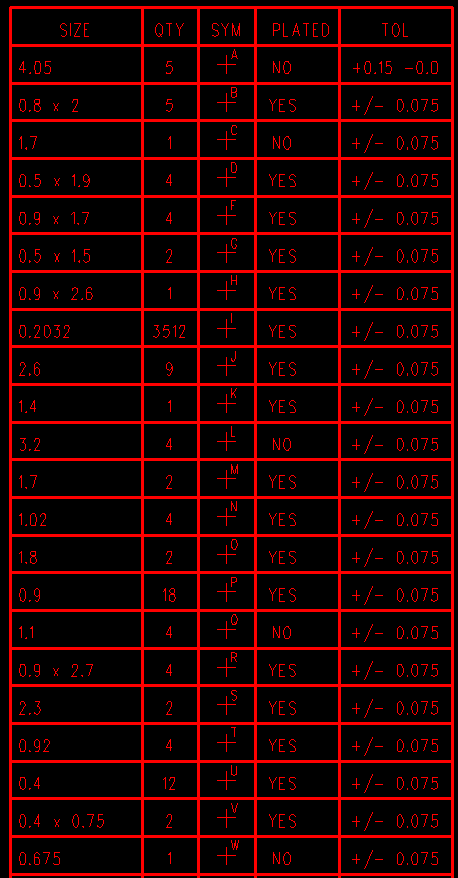 SIZE QTY SYM PLATED TOL
4.05 5 A NO +0.15 -0.0
0.8 x 2 5 B YES +/- 0.075
1.7 1 C NO +/- 0.075
0.5 x 1.9 4 D YES +/- 0.075
0.9 x 1.7 4 F YES +/- 0.075
0.5 x 1.5 2 G YES +/- 0.075
0.9 x 2.6 1 H YES +/- 0.075
0.2032 3512 I YES +/- 0.075
2.6 9 J YES +/- 0.075
1.4 1 K YES +/- 0.075
3.2 4 L NO +/- 0.075
1.7 2 M YES +/- 0.075
1.02 4 N YES +/- 0.075
1.8 2 O YES +/- 0.075
0.9 18 P YES +/- 0.075
1.1 4 Q NO +/- 0.075
0.9 x 2.7 4 R YES +/- 0.075
2.3 2 S YES +/- 0.075
0.92 4 T YES +/- 0.075
0.4 12 U YES +/- 0.075
0.4 x 0.75 2 V YES +/- 0.075
0.675 1 W NO +/- 0.075